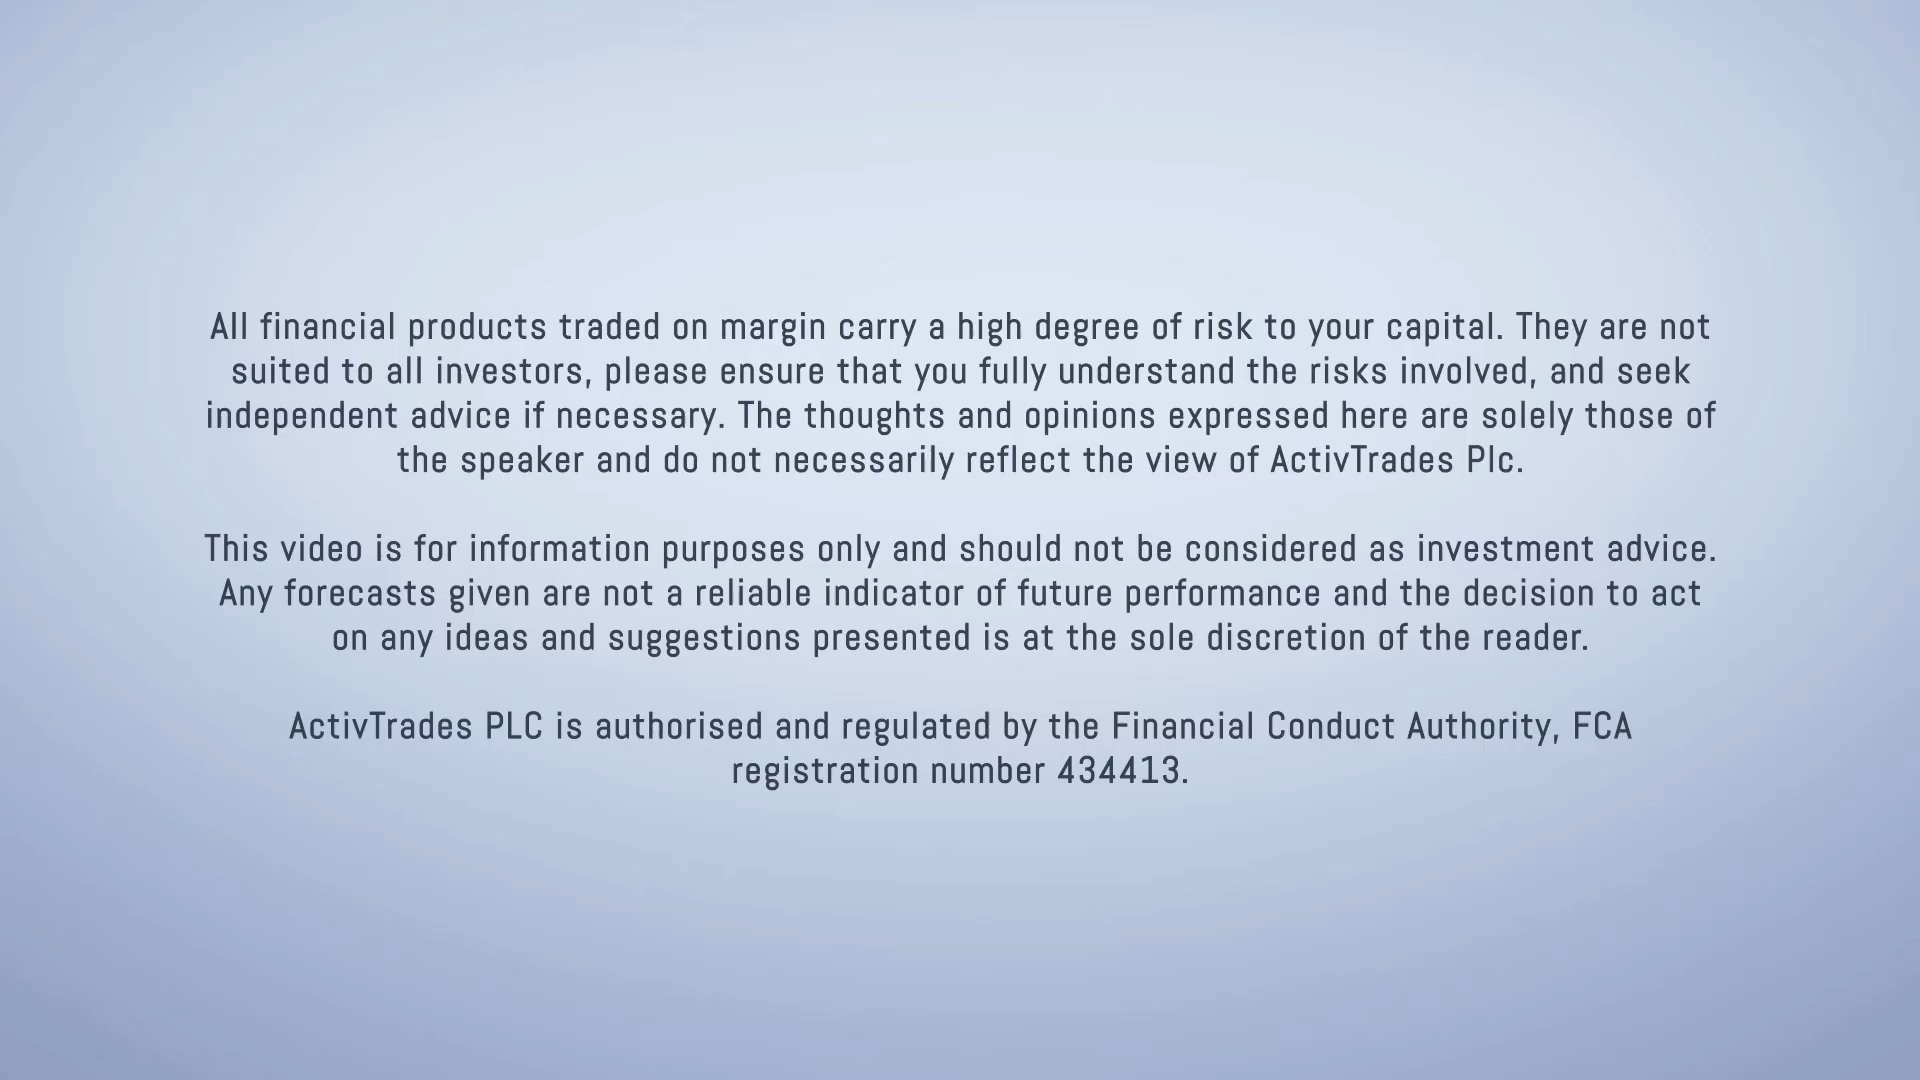 All financial products traded on margin carry a high degree of risk to your capital. They are not
suited to all investors, please ensure that you fully understand the risks involved, and seek
independent advice if necessary. The thoughts and opinions expressed here are solely those of
the speaker and do not necessarily reflect the view of ActivTrades Plc.
This video is for information purposes only and should not be considered as investment advice.
Any forecasts given are not a reliable indicator of future performance and the decision to act
on any ideas and suggestions presented is at the sole discretion of the reader.
ActivTrades PLC is authorised and regulated by the Financial Conduct Authority, FCA
registration number 434413.